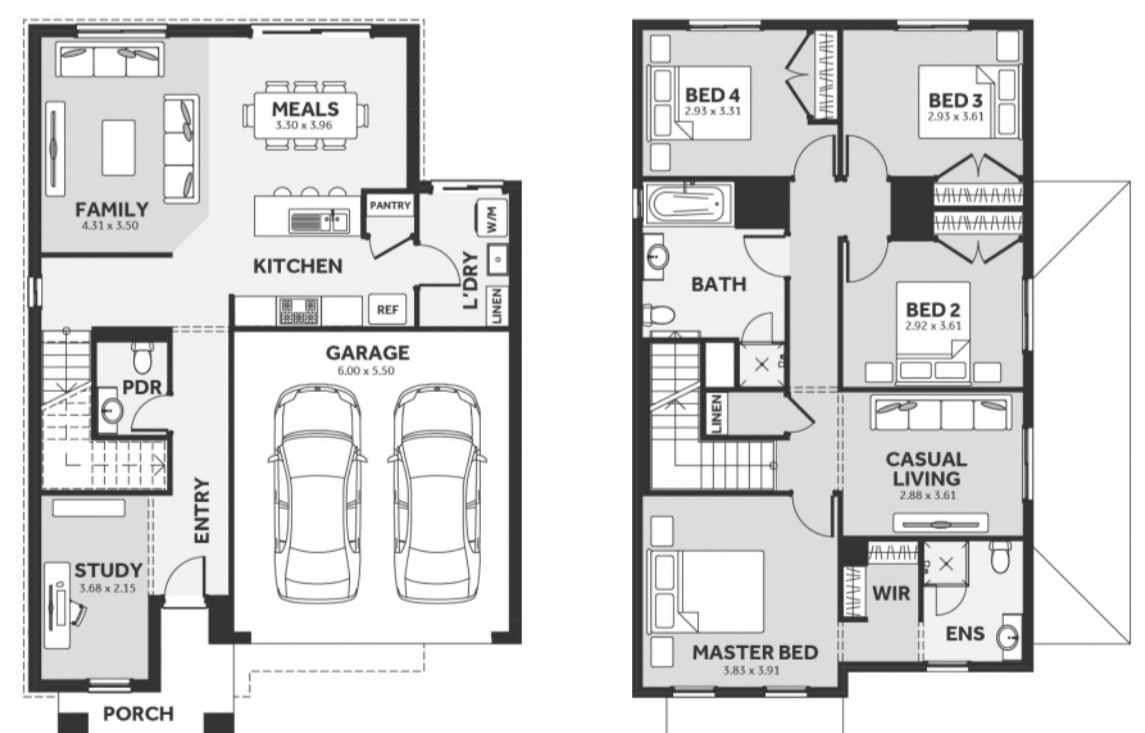 MEALS
3.30 x 3.96
FAMILY
4.31 x 3.50
PANTRY
W/M
KITCHEN
L'DRY
LINEN
REF
GARAGE
6.00 x 5.50
PDR
ENTRY
STUDY
3.68 x 2.15
PORCH
BED 4
2.93 x 3.31
BED 3
2.93 x 3.61
BATH
BED 2
2.92 x 3.61
LINEN
CASUAL
LIVING
2.88 x 3.61
WIR
ENS
MASTER BED
3.83 x 3.91